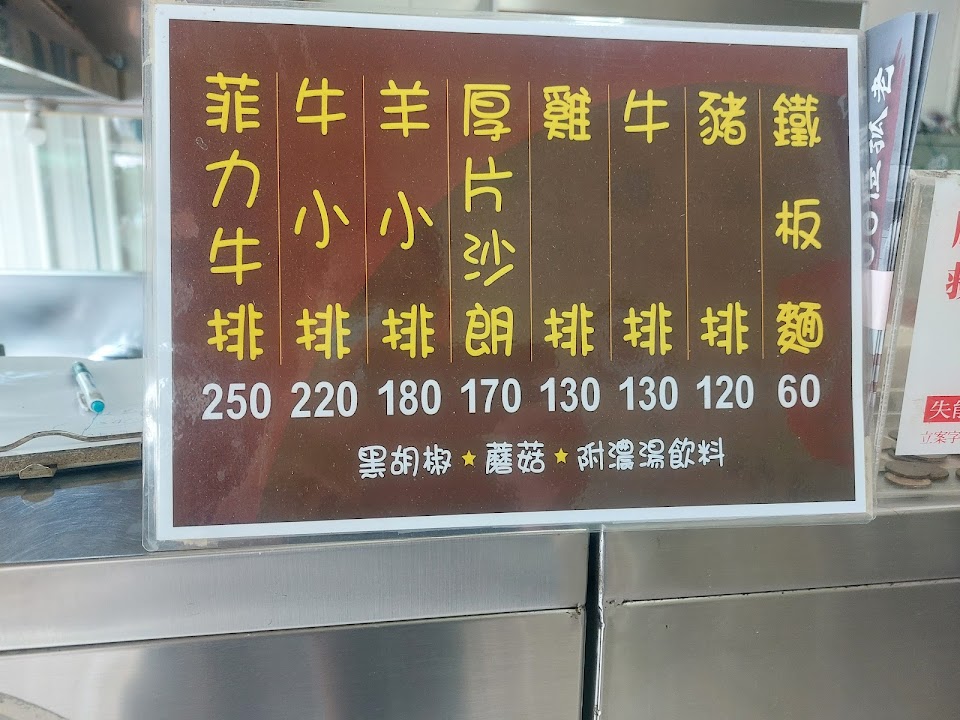 鐵板麵 60
豬排 120
牛排 130
雞排 130
厚片沙朗 170
羊小排 180
牛小排 220
菲力牛排 250
黑胡椒★蘑菇★附濃湯飲料